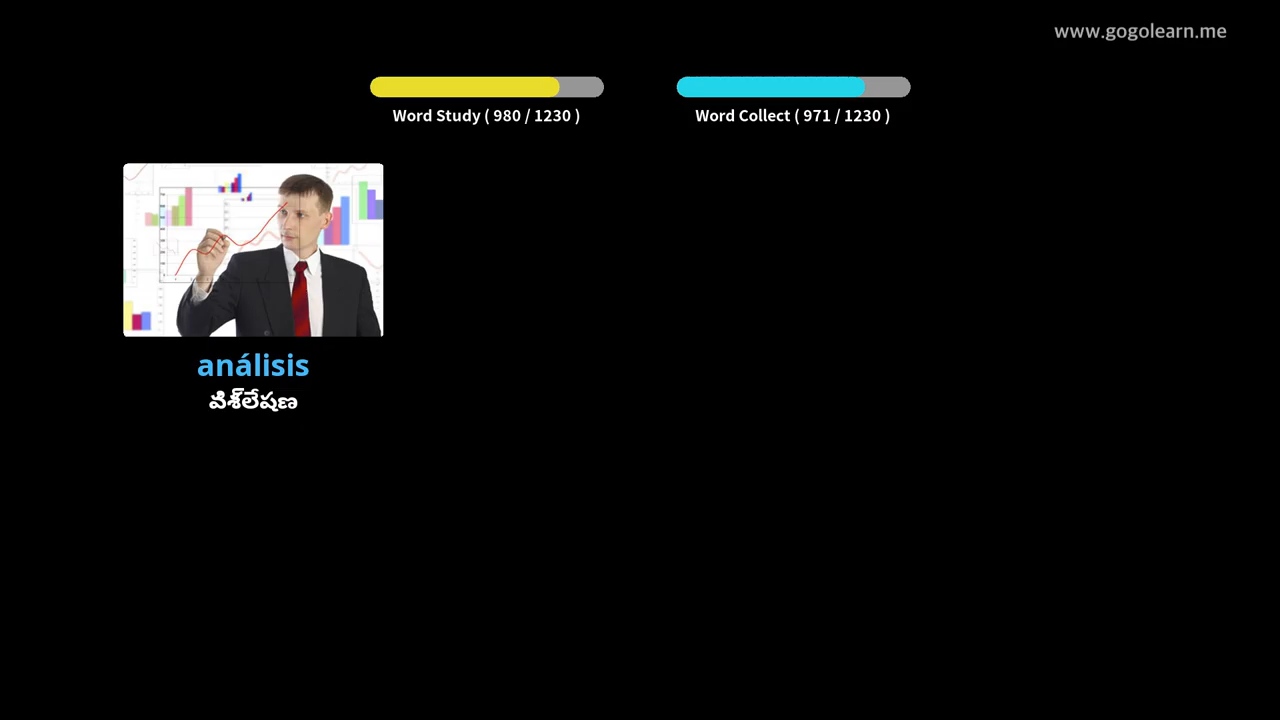 www.gogolearn.me
Word Study ( 980 / 1230 )
Word Collect ( 971 / 1230 )
análisis
విశ్లేషణ